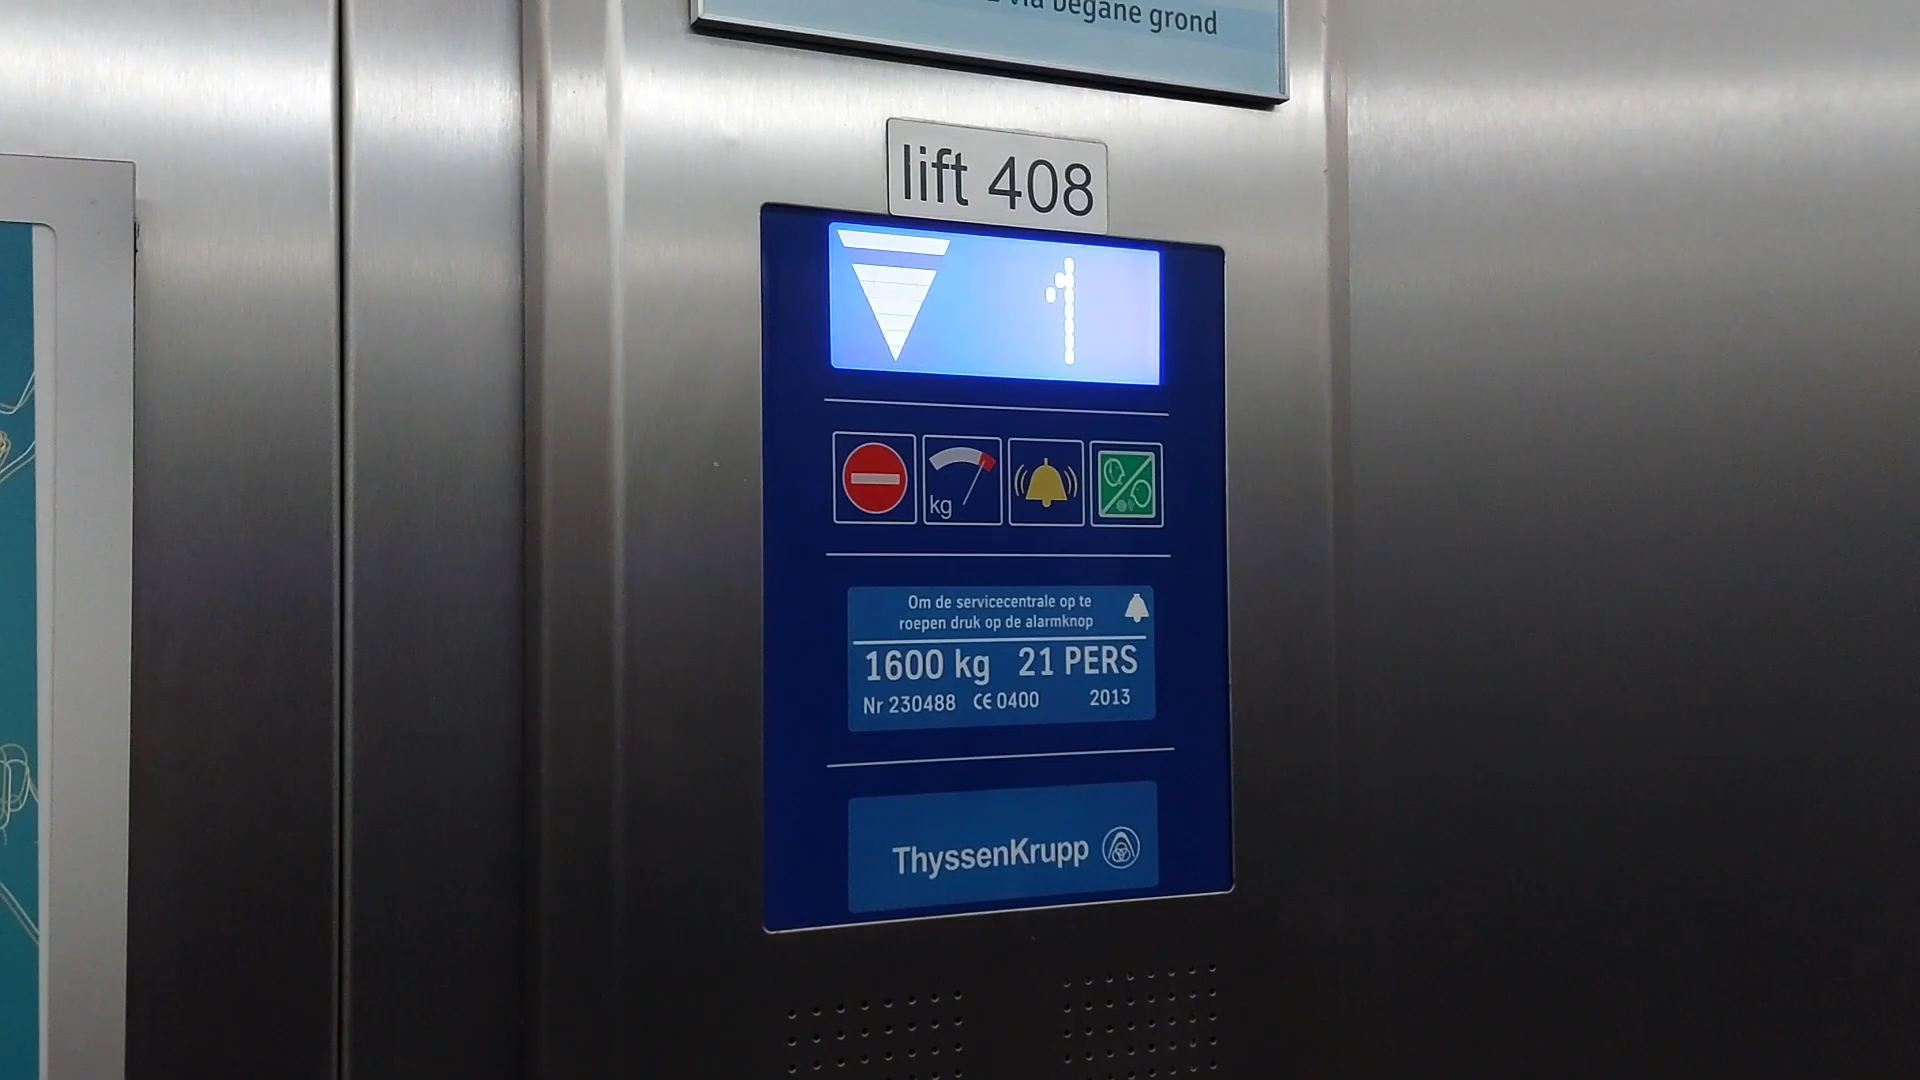 via begane grond
lift 408
1
kg
Om de servicecentrale op te
roepen druk op de alarmknop
1600 kg 21 PERS
Nr 230488 CE 0400 2013
ThyssenKrupp